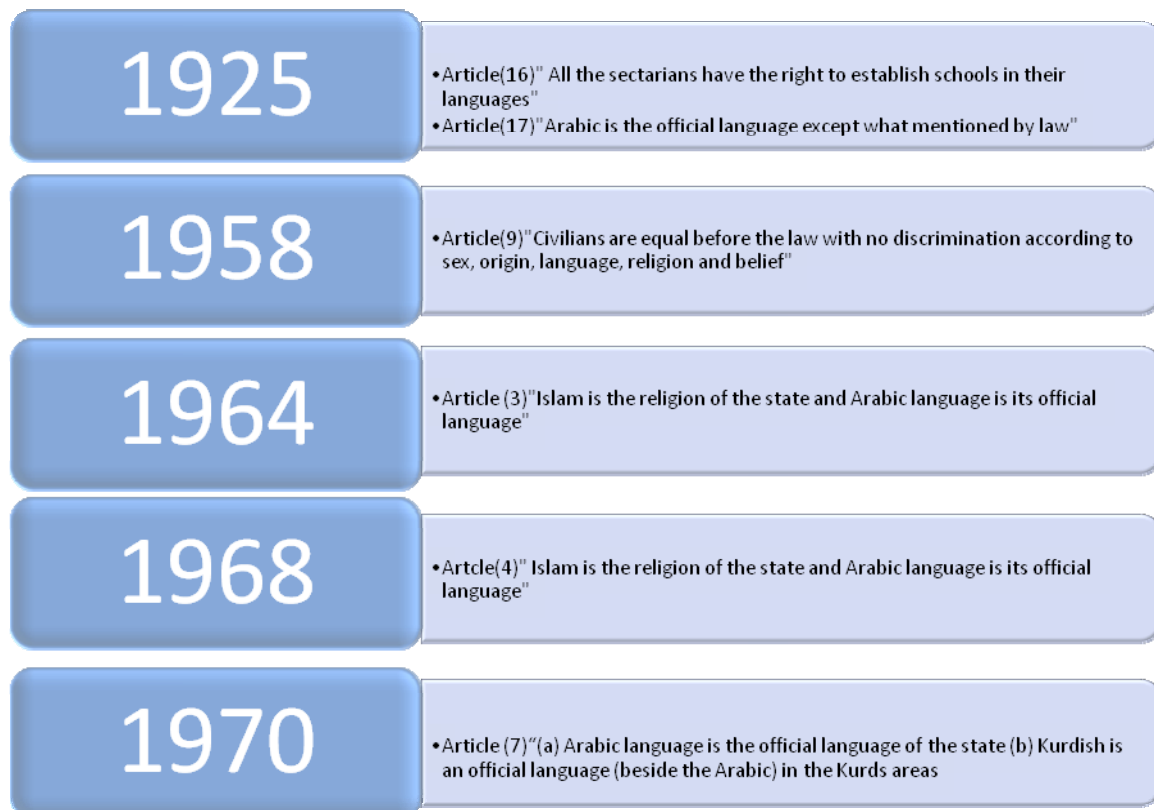 1925
•Article(16)" All the sectarians have the right to establish schools in their
languages"
•Article(17)"Arabic is the official language except what mentioned by law"
1958
•Article(9)"Civilians are equal before the law with no discrimination according to
sex, origin, language, religion and belief"
1964
•Article (3)"Islam is the religion of the state and Arabic language is its official
language"
1968
•Artcle(4)" Islam is the religion of the state and Arabic language is its official
language"
1970
•Article (7)“(a) Arabic language is the official language of the state (b) Kurdish is
an official language (beside the Arabic) in the Kurds areas